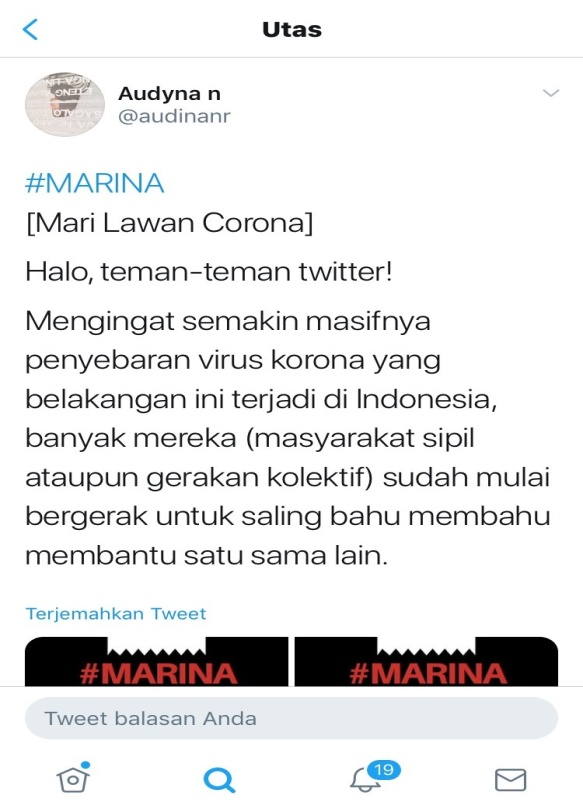 Utas
Audyna n
@audinanr
#MARINA
[Mari Lawan Corona]
Halo, teman-teman twitter!
Mengingat semakin masifnya
penyebaran virus korona yang
belakangan ini terjadi di Indonesia,
banyak mereka (masyarakat sipil
ataupun gerakan kolektif) sudah mulai
bergerak untuk saling bahu membahu
membantu satu sama lain.
Terjemahkan Tweet
#MARINA #MARINA
Tweet balasan Anda
19